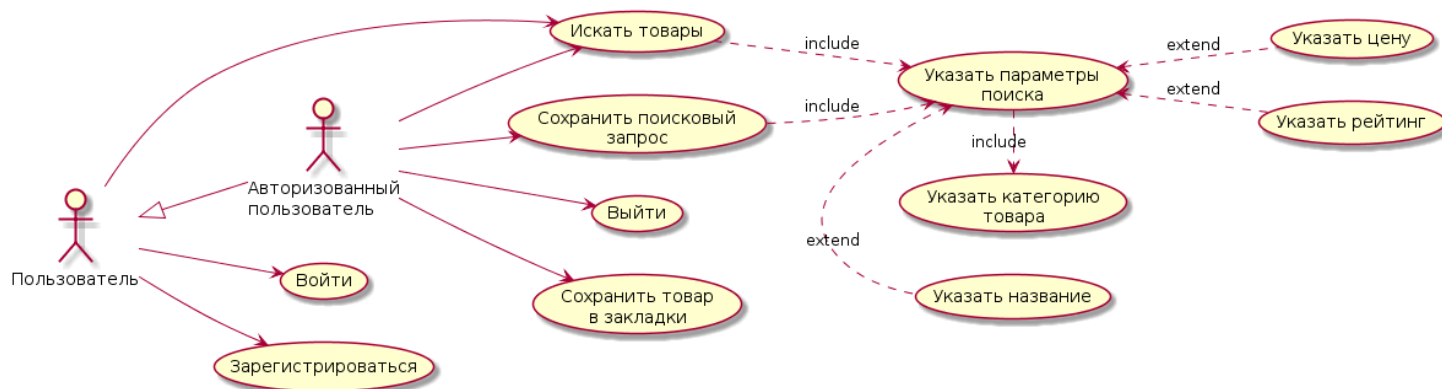 Искать товары
include
Указать параметры
поиска
extend
Указать цену
extend
Указать рейтинг
Сохранить поисковый
запрос
include
include
Авторизованный
пользователь
Выйти
Указать категорию
товара
extend
Пользователь
Войти
Сохранить товар
в закладки
Указать название
Зарегистрироваться